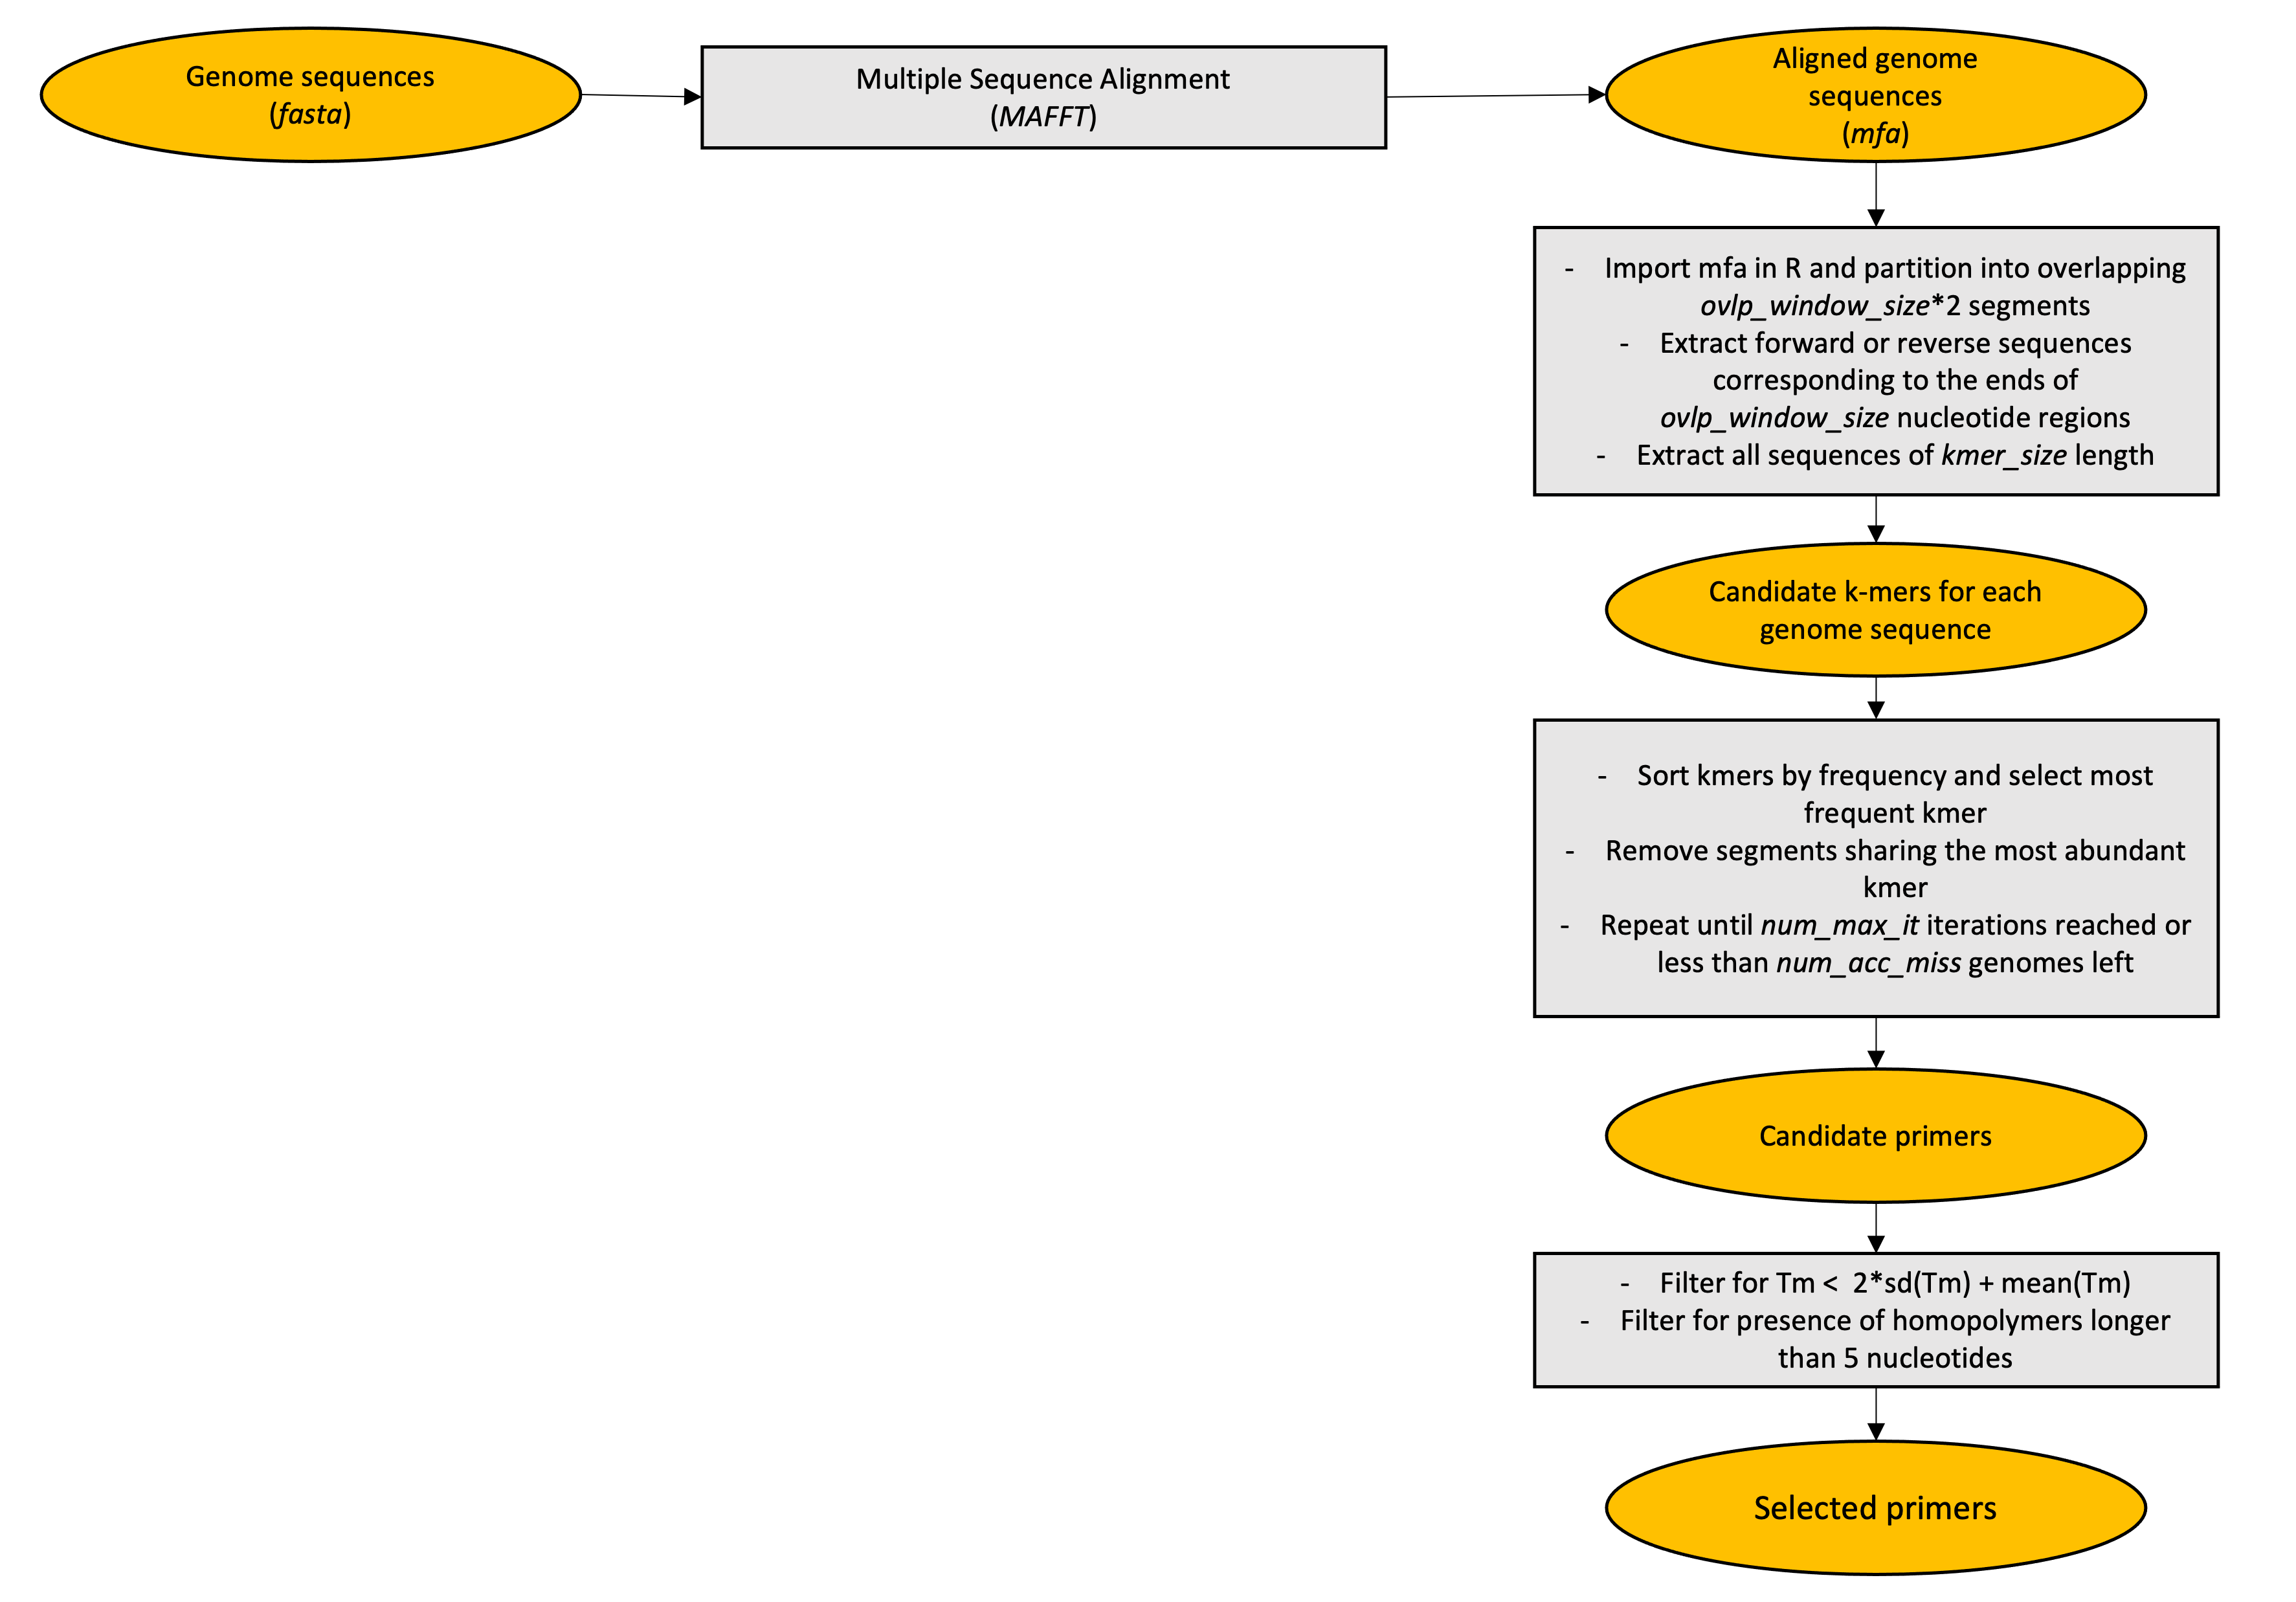 Genome sequences
(fasta)
Multiple Sequence Alignment
(MAFFT)
Aligned genome
sequences
(mfa)
- Import mfa in R and partition into overlapping
ovlp_window_size*2 segments
- Extract forward or reverse sequences
corresponding to the ends of
ovlp_window_size nucleotide regions
- Extract all sequences of kmer_size length
Candidate k-mers for each
genome sequence
- Sort kmers by frequency and select most
frequent kmer
- Remove segments sharing the most abundant
kmer
- Repeat until num_max_it iterations reached or
less than num_acc_miss genomes left
Candidate primers
- Filter for Tm < 2*sd(Tm) + mean(Tm)
- Filter for presence of homopolymers longer
than 5 nucleotides
Selected primers